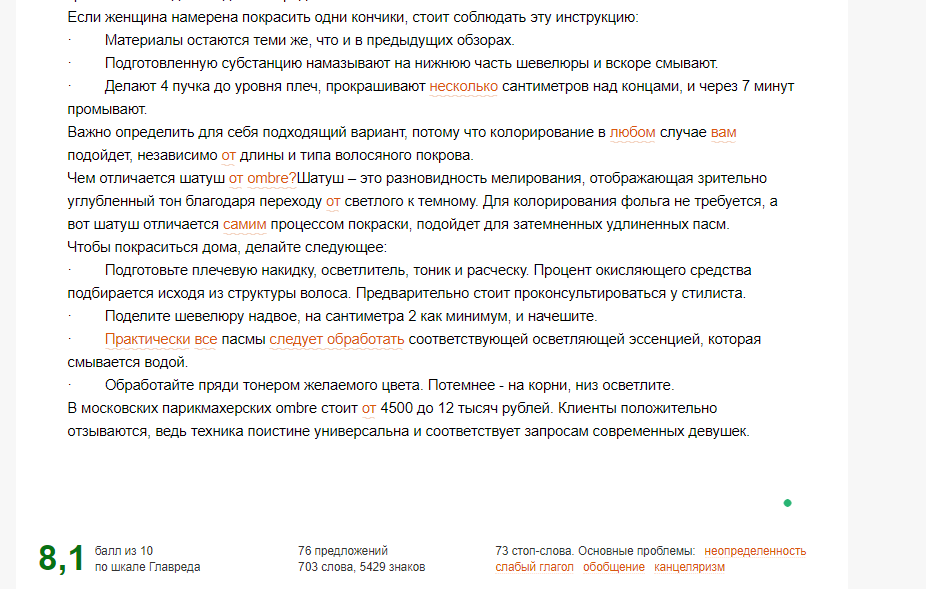 Если женщина намерена покрасить одни кончики, стоит соблюдать эту инструкцию:
· Материалы остаются теми же, что и в предыдущих обзорах.
· Подготовленную субстанцию намазывают на нижнюю часть шевелюры и вскоре смывают.
· Делают 4 пучка до уровня плеч, прокрашивают несколько сантиметров над концами, и через 7 минут
промывают.
Важно определить для себя подходящий вариант, потому что колорирование в любом случае вам
подойдет, независимо от длины и типа волосяного покрова.
Чем отличается шатуш от ombre?Шатуш – это разновидность мелирования, отображающая зрительно
углубленный тон благодаря переходу от светлого к темному. Для колорирования фольга не требуется, а
вот шатуш отличается самим процессом покраски, подойдет для затемненных удлиненных пасм.
Чтобы покраситься дома, делайте следующее:
· Подготовьте плечевую накидку, осветлитель, тоник и расческу. Процент окисляющего средства
подбирается исходя из структуры волоса. Предварительно стоит проконсультироваться у стилиста.
· Поделите шевелюру надвое, на сантиметра 2 как минимум, и начешите.
· Практически все пасмы следует обработать соответствующей осветляющей эссенцией, которая
смывается водой.
· Обработайте пряди тонером желаемого цвета. Потемнее - на корни, низ осветлите.
В московских парикмахерских ombre стоит от 4500 до 12 тысяч рублей. Клиенты положительно
отзываются, ведь техника поистине универсальна и соответствует запросам современных девушек.
8,1 балл из 10
по шкале Главреда
76 предложений
703 слова, 5429 знаков
73 стоп-слова. Основные проблемы: неопределенность
слабый глагол обобщение канцеляризм